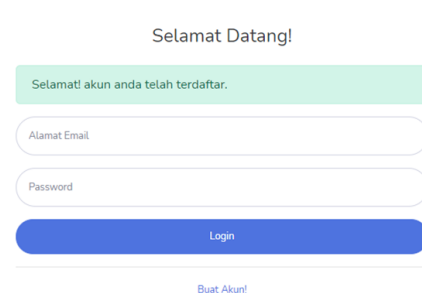 Selamat Datang!
Selamat! akun anda telah terdaftar.
Alamat Email
Password
Login
Buat Akun!